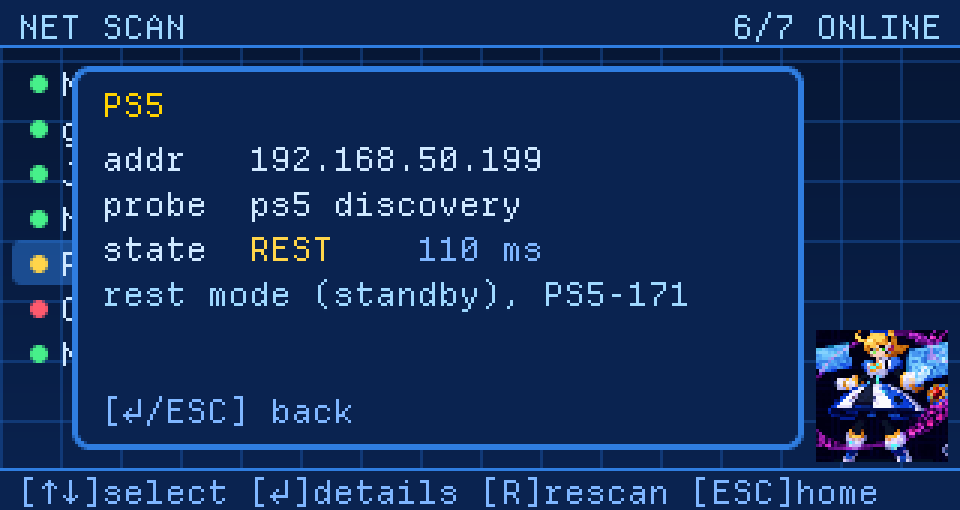 NET SCAN 6/7 ONLINE
PS5
addr 192.168.50.199
probe ps5 discovery
state REST 110 ms
rest mode (standby), PS5-171
[↲/ESC] back
[↑↓]select [↲]details [R]rescan [ESC]home